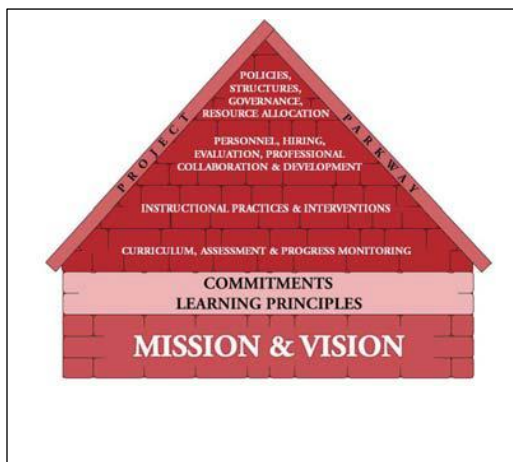 PROJECT
PARKWAY
POLICIES,
STRUCTURES,
GOVERNANCE,
RESOURCE ALLOCATION
PERSONNEL, HIRING,
EVALUATION, PROFESSIONAL
COLLABORATION & DEVELOPMENT
INSTRUCTIONAL PRACTICES & INTERVENTIONS
CURRICULUM, ASSESSMENT & PROGRESS MONITORING
COMMITMENTS
LEARNING PRINCIPLES
MISSION & VISION